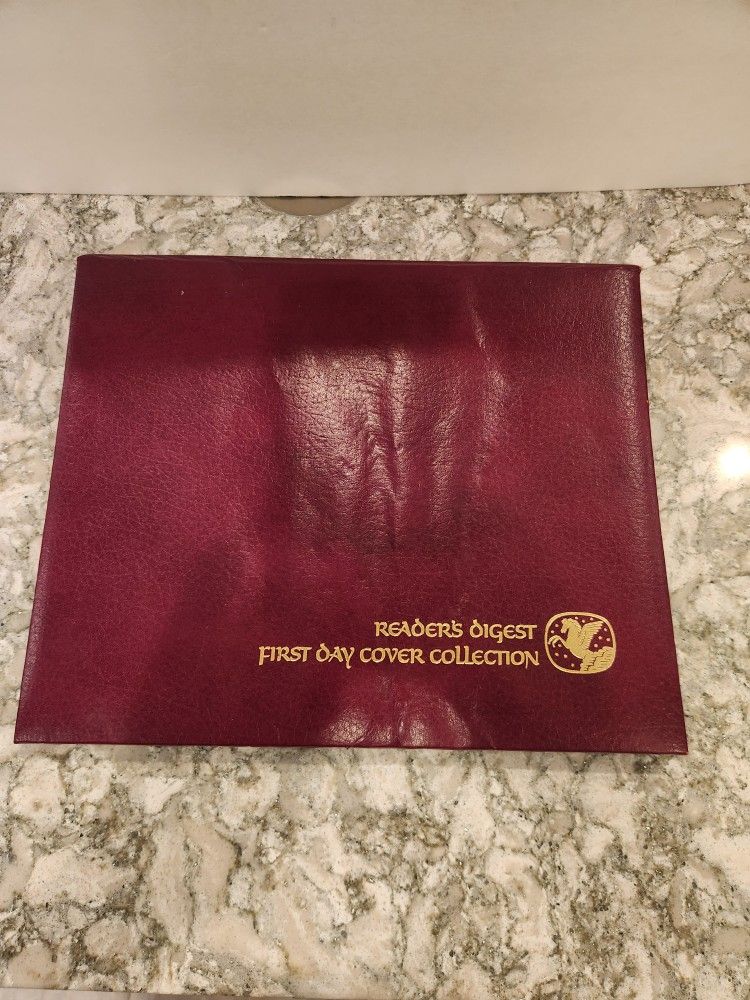 READER'S DIGEST
FIRST DAY COVER COLLECTION